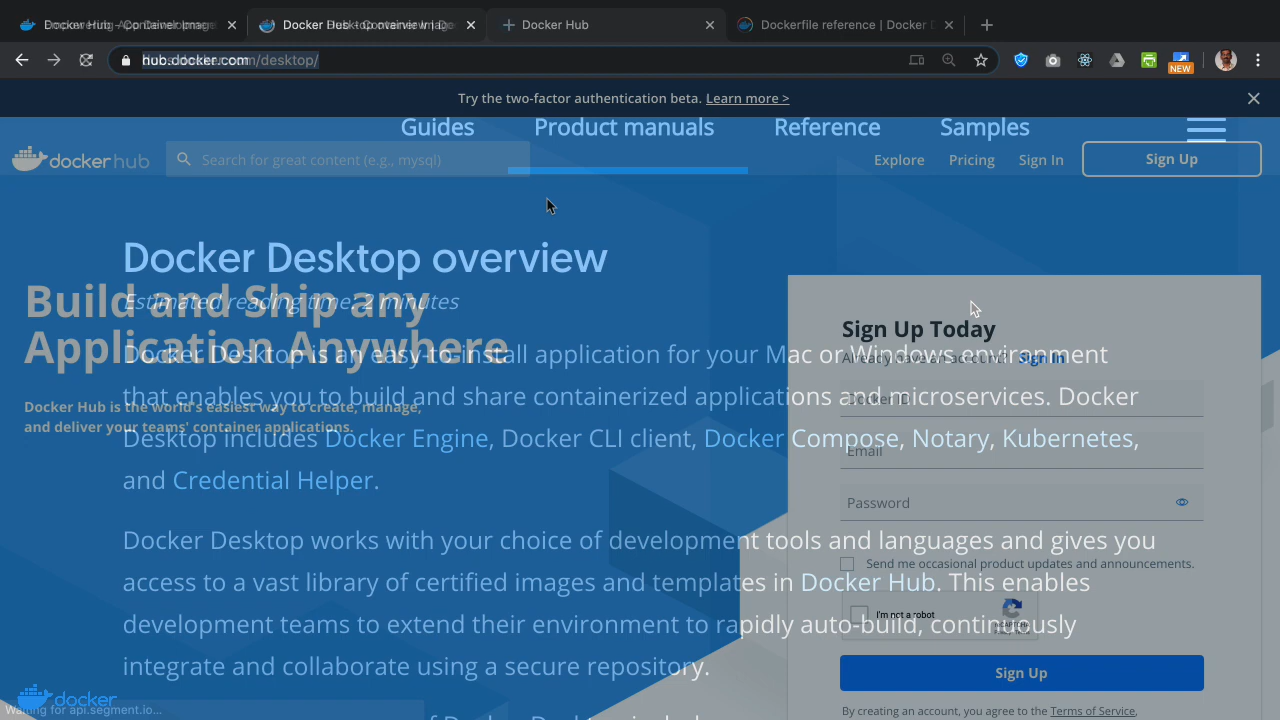 Docker Hub
Dockerfile reference | Docker D
hub.docker.com/desktop/
NEW
Try the two-factor authentication beta. Learn more >
Guides Product manuals Reference Samples
docker hub Search for great content (e.g., mysql) Explore Pricing Sign In Sign Up
Docker Desktop overview
Estimated reading time: 2 minutes
Build and Ship any
Application Anywhere
Docker Hub is the world's easiest way to create, manage,
and deliver your teams' container applications.
Docker Desktop is an easy-to-install application for your Mac or Windows environment
that enables you to build and share containerized applications and microservices. Docker
Desktop includes Docker Engine, Docker CLI client, Docker Compose, Notary, Kubernetes,
and Credential Helper.
Docker Desktop works with your choice of development tools and languages and gives you
access to a vast library of certified images and templates in Docker Hub. This enables
development teams to extend their environment to rapidly auto-build, continuously
integrate and collaborate using a secure repository.
Sign Up Today
Already have an account? Sign In
Docker ID
Email
Password
Send me occasional product updates and announcements.
I'm not a robot
Sign Up
By creating an account, you agree to the Terms of Service,
docker
Waiting for api.segment.io...